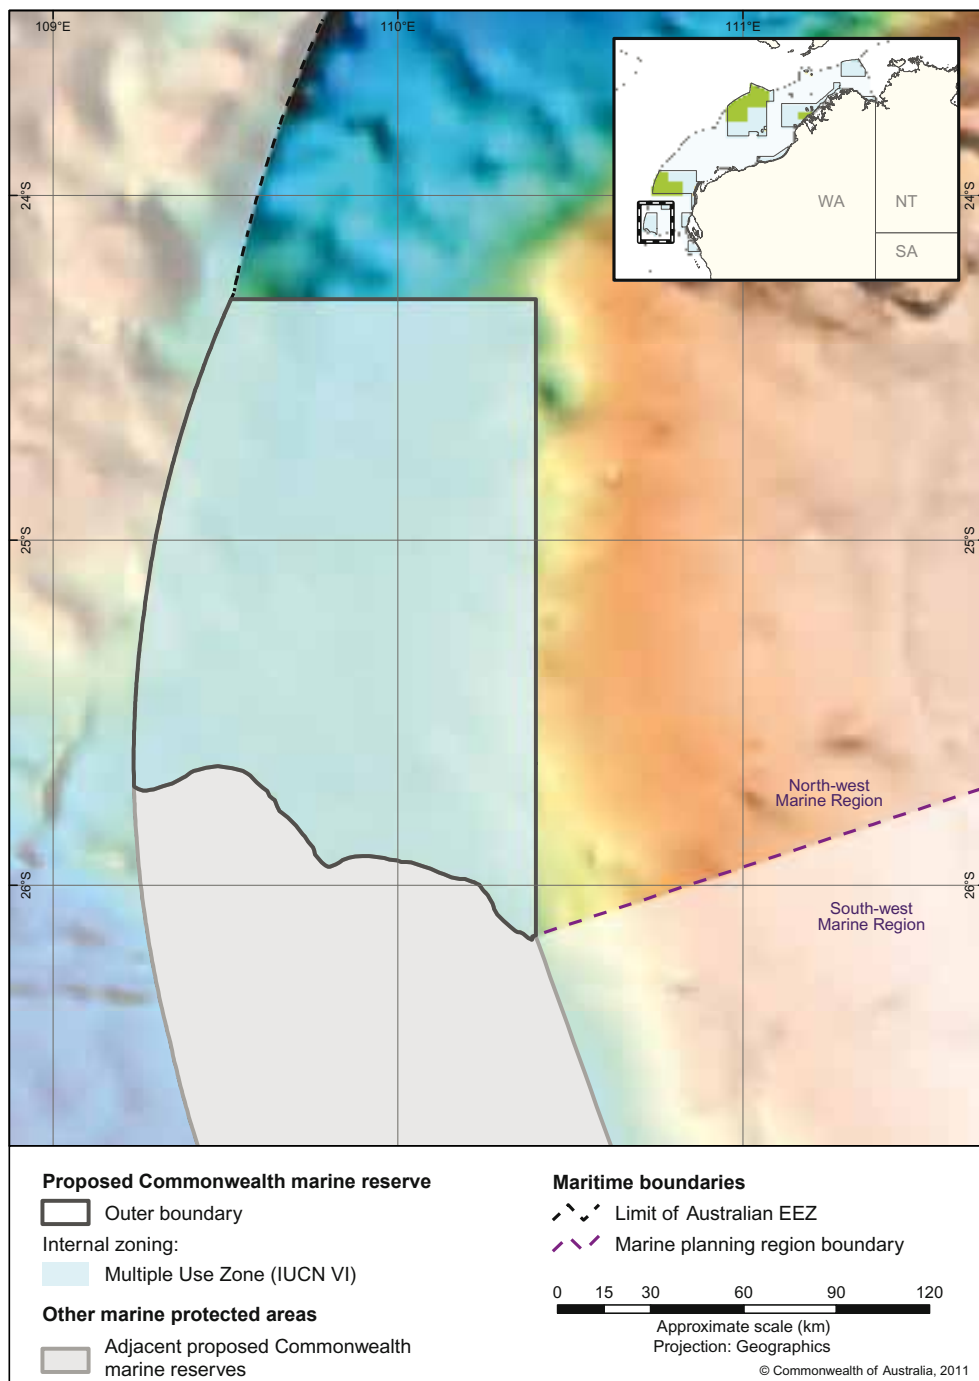 109°E
110°E
111°E
24°S
24°S
WA
NT
SA
25°S
25°S
North-west
Marine Region
26°S
26°S
South-west
Marine Region
Proposed Commonwealth marine reserve
Outer boundary
Internal zoning:
Multiple Use Zone (IUCN VI)
Other marine protected areas
Adjacent proposed Commonwealth
marine reserves
Maritime boundaries
Limit of Australian EEZ
Marine planning region boundary
0 15 30 60 90 120
Approximate scale (km)
Projection: Geographics
© Commonwealth of Australia, 2011